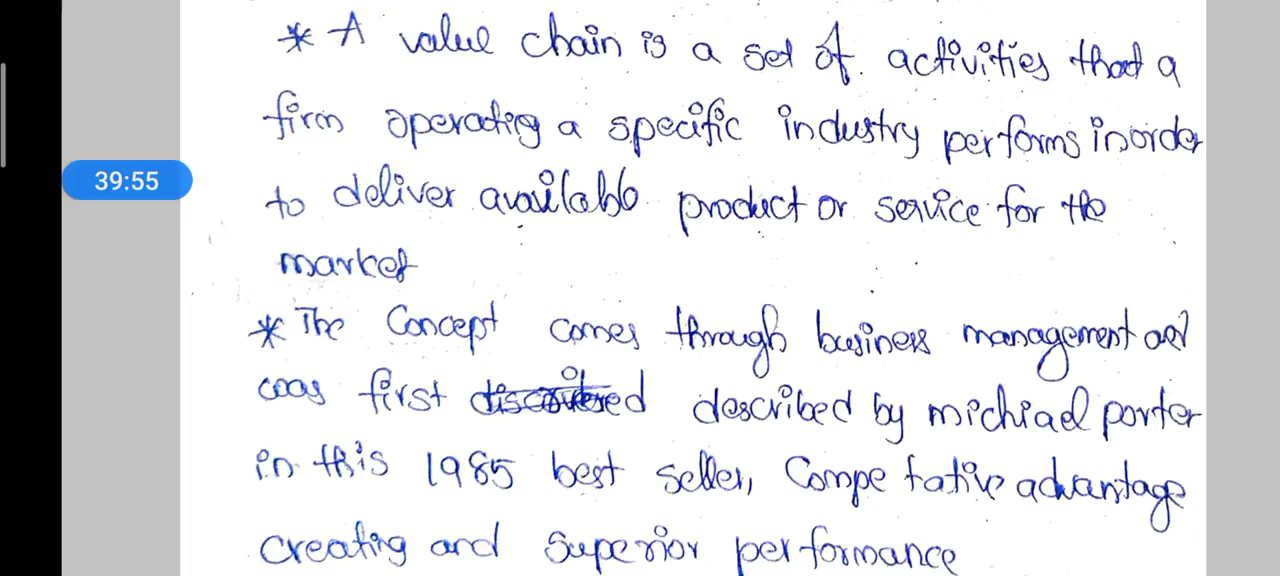 * A value chain is a set of. activities that a
firm operating a specific industry performs inorder
39:55
to deliver available product or service for the
market
* The Concept comes through business management and
was first discovered described by michiael porter
in this 1985 best seller, Compe tative advantage
creating and superior performance